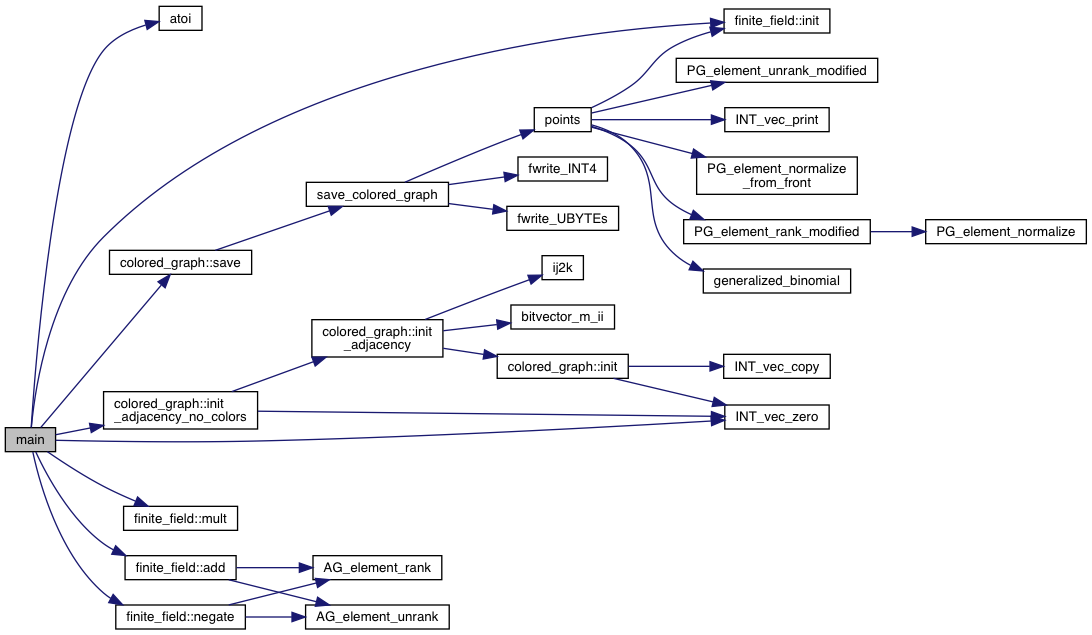 atoi
finite_field::init
PG_element_unrank_modified
points
INT_vec_print
PG_element_normalize
_from_front
fwrite_INT4
save_colored_graph
fwrite_UBYTEs
PG_element_rank_modified
PG_element_normalize
colored_graph::save
ij2k
generalized_binomial
bitvector_m_ii
colored_graph::init
_adjacency
colored_graph::init
INT_vec_copy
colored_graph::init
_adjacency_no_colors
INT_vec_zero
main
finite_field::mult
finite_field::add
AG_element_rank
finite_field::negate
AG_element_unrank